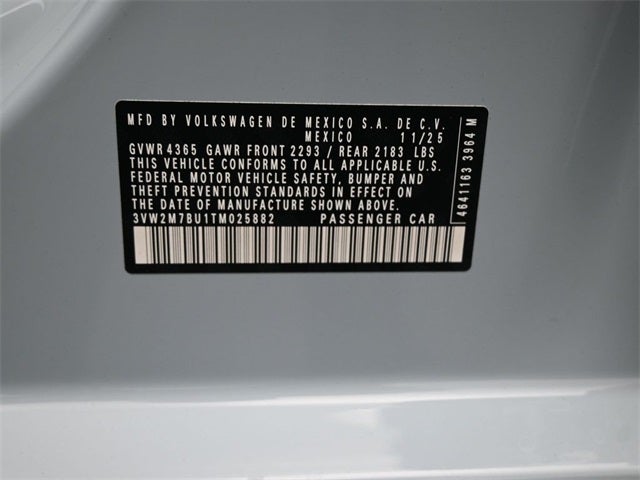 MFD BY VOLKSWAGEN DE MEXICO S.A. DE C.V.
MEXICO 11/25
GVWR 4365 GAWR FRONT 2293 / REAR 2183 LBS
THIS VEHICLE CONFORMS TO ALL APPLICABLE U.S.
FEDERAL MOTOR VEHICLE SAFETY, BUMPER AND
THEFT PREVENTION STANDARDS IN EFFECT ON
THE DATE OF MANUFACTURE SHOWN ABOVE.
3VW2M7BU1TM025882 PASSENGER CAR
4641163 3964 M